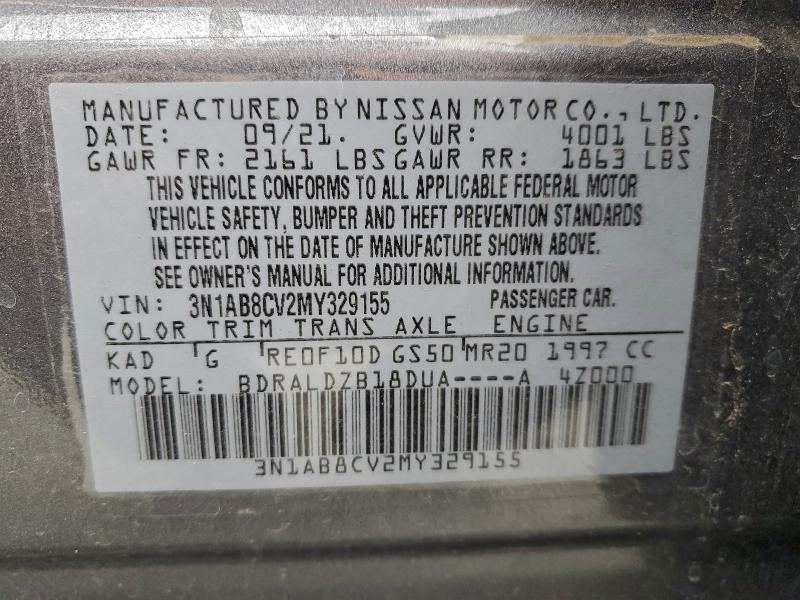 MANUFACTURED BY NISSAN MOTOR CO., LTD.
DATE: 09/21. GVWR: 4001 LBS
GAWR FR: 2161 LBS GAWR RR: 1863 LBS
THIS VEHICLE CONFORMS TO ALL APPLICABLE FEDERAL MOTOR
VEHICLE SAFETY, BUMPER AND THEFT PREVENTION STANDARDS
IN EFFECT ON THE DATE OF MANUFACTURE SHOWN ABOVE.
SEE OWNER'S MANUAL FOR ADDITIONAL INFORMATION.
VIN: 3N1AB8CV2MY329155 PASSENGER CAR.
COLOR TRIM TRANS AXLE ENGINE
KAD G RE0F10D GS50 MR20 1997 CC
MODEL: BDRALDZB18DUA----A 4Z000
3N1AB8CV2MY329155